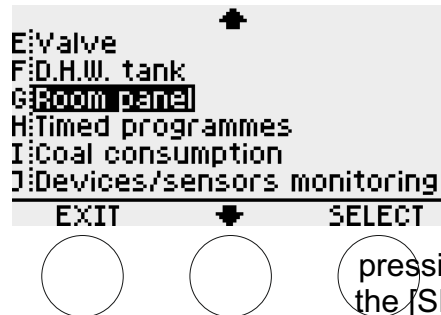 E:Valve
F:D.H.W. tank
G:Room panel
H:Timed programmes
I:Coal consumption
J:Devices/sensors monitoring
EXIT SELECT
pressi
the [S